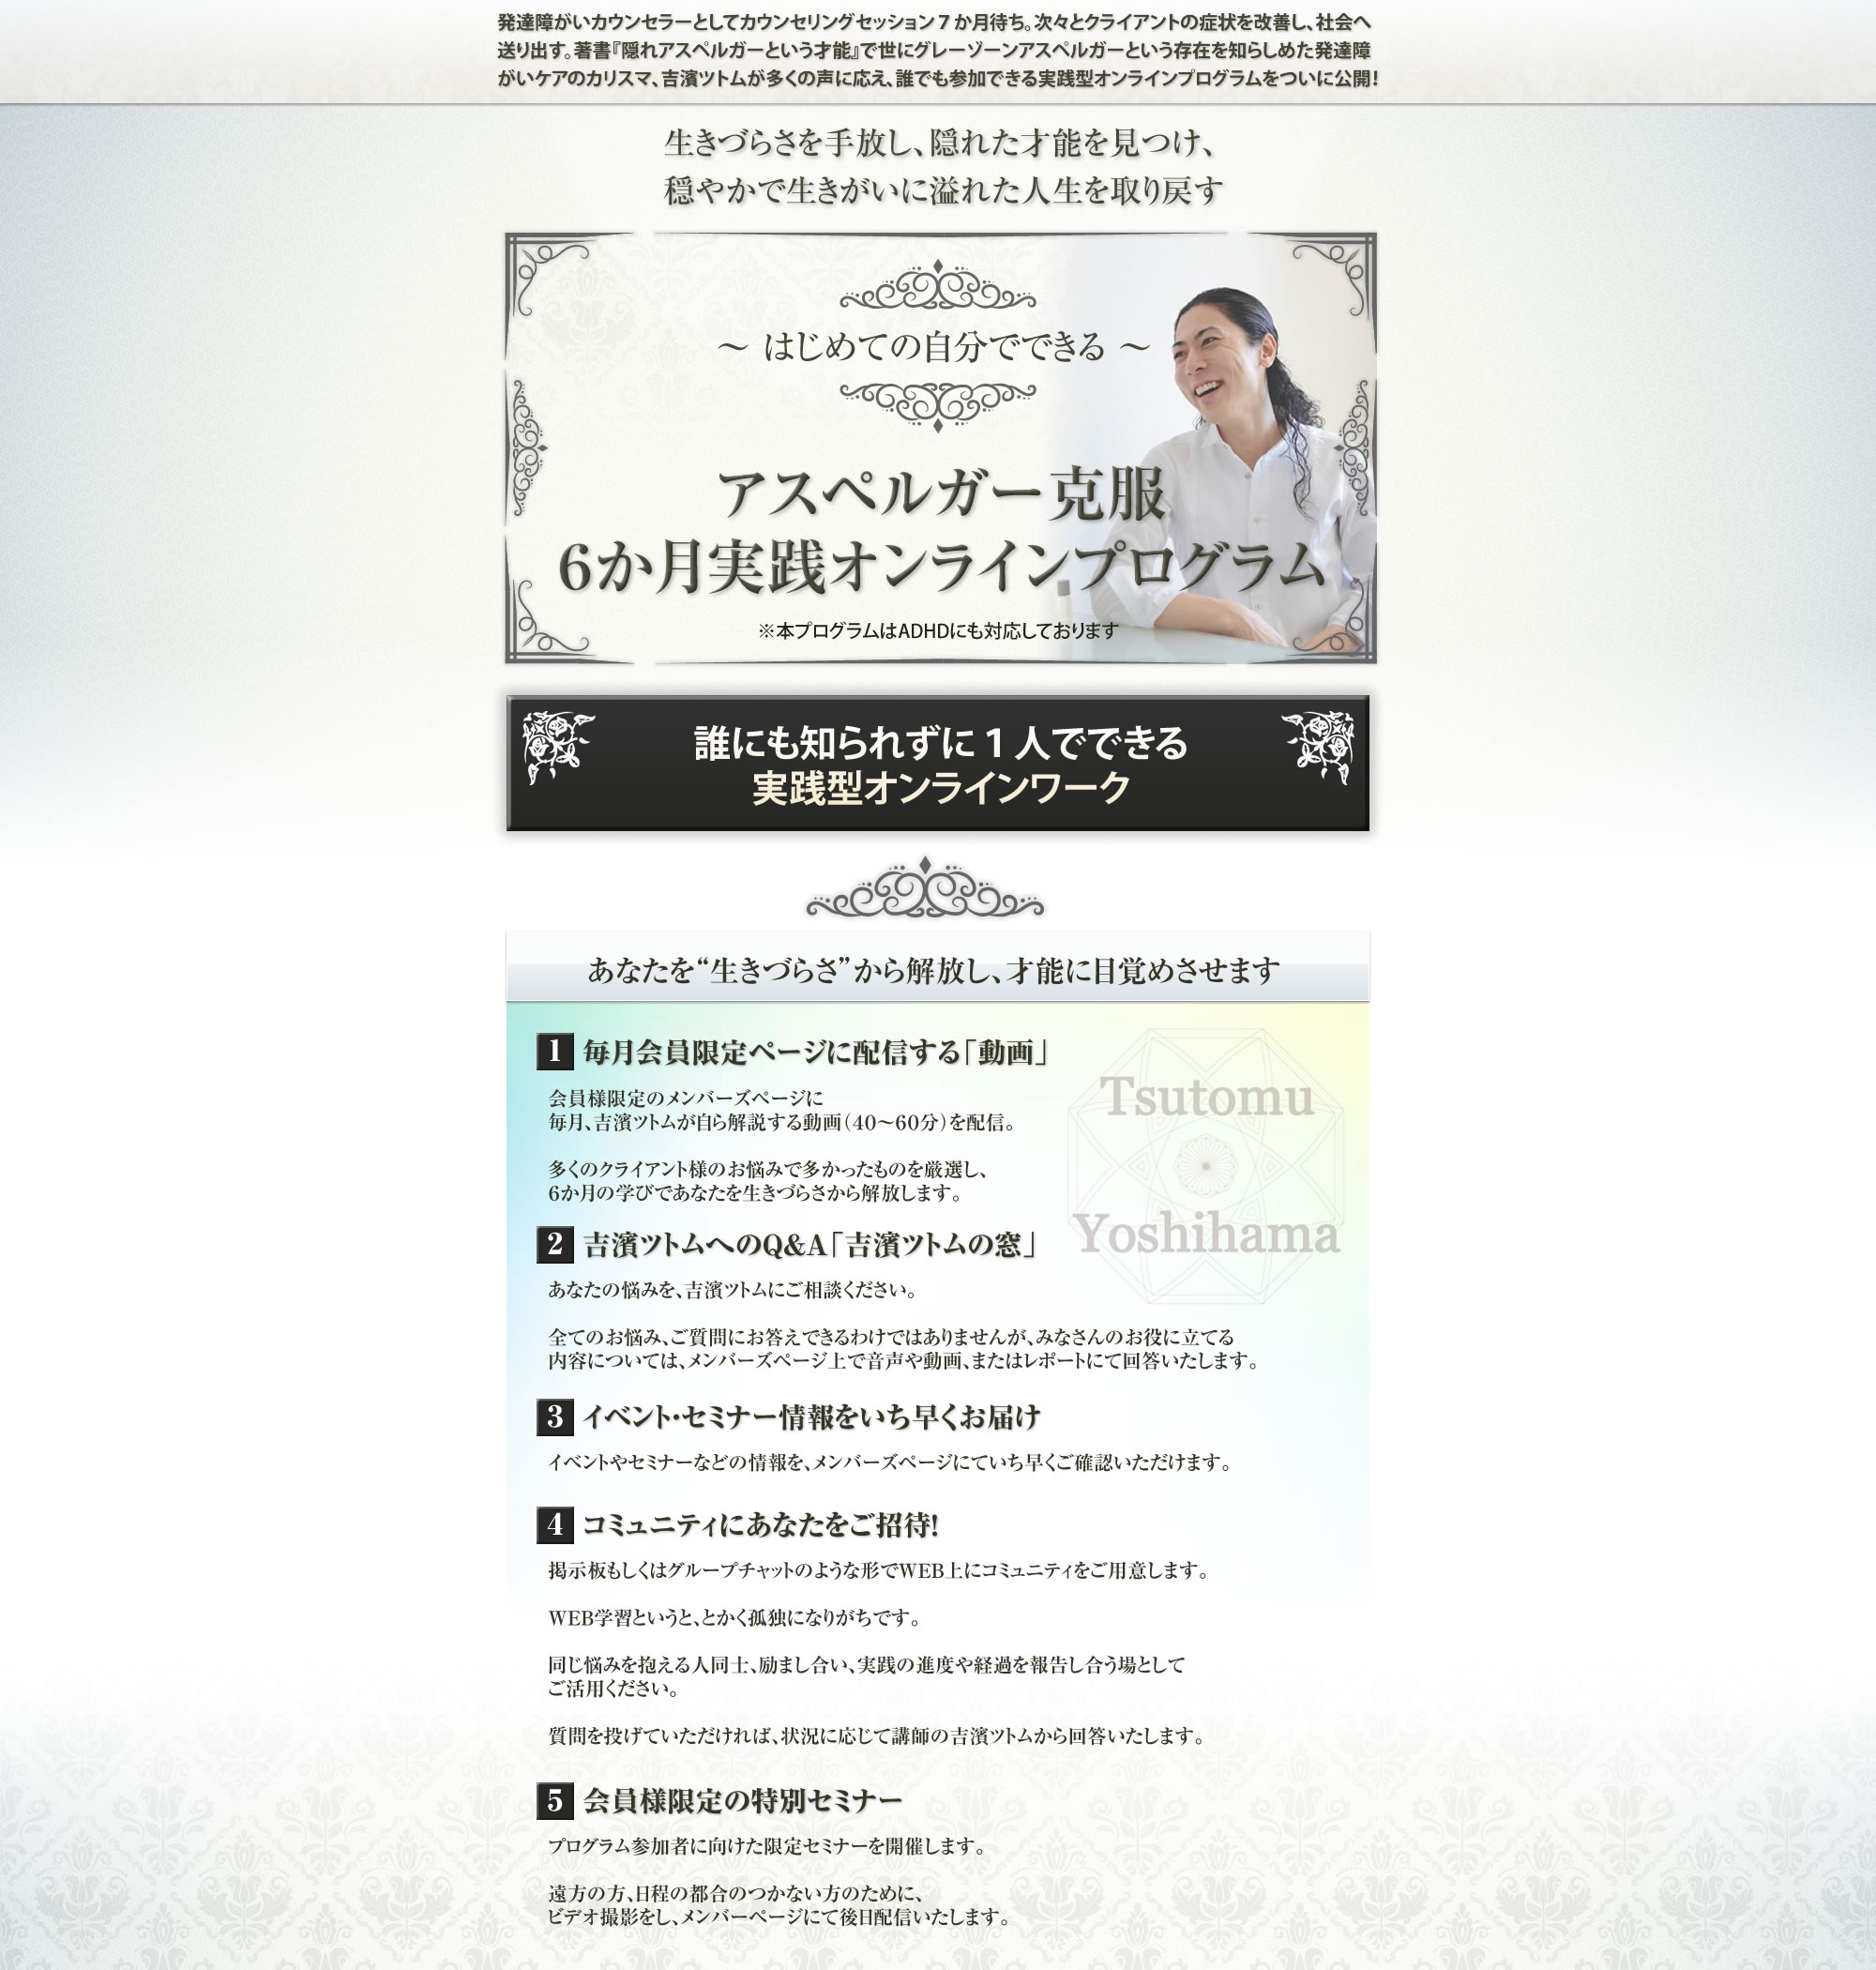 発達障がいカウンセラーとしてカウンセリングセッション７か月待ち。次々とクライアントの症状を改善し、社会へ
送り出す。著書『隠れアスペルガーという才能』で世にグレーゾーンアスペルガーという存在を知らしめた発達障
がいケアのカリスマ、吉濱ツトムが多くの声に応え、誰でも参加できる実践型オンラインプログラムをついに公開！
生きづらさを手放し、隠れた才能を見つけ、
穏やかで生きがいに溢れた人生を取り戻す
～ はじめての自分でできる ～
アスペルガー克服
6か月実践オンラインプログラム
※本プログラムはADHDにも対応しております
誰にも知られずに１人でできる
実践型オンラインワーク
あなたを“生きづらさ”から解放し、才能に目覚めさせます
1 毎月会員限定ページに配信する「動画」
会員様限定のメンバーズページに
毎月、吉濱ツトムが自ら解説する動画（40～60分）を配信。
多くのクライアント様のお悩みで多かったものを厳選し、
6か月の学びであなたを生きづらさから解放します。
Tsutomu
Yoshihama
2 吉濱ツトムへのQ&A「吉濱ツトムの窓」
あなたの悩みを、吉濱ツトムにご相談ください。
全てのお悩み、ご質問にお答えできるわけではありませんが、みなさんのお役に立てる
内容については、メンバーズページ上で音声や動画、またはレポートにて回答いたします。
3 イベント・セミナー情報をいち早くお届け
イベントやセミナーなどの情報を、メンバーズページにていち早くご確認いただけます。
4 コミュニティにあなたをご招待！
掲示板もしくはグループチャットのような形でWEB上にコミュニティをご用意します。
WEB学習というと、とかく孤独になりがちです。
同じ悩みを抱える人同士、励まし合い、実践の進度や経過を報告し合う場として
ご活用ください。
質問を投げていただければ、状況に応じて講師の吉濱ツトムから回答いたします。
5 会員様限定の特別セミナー
プログラム参加者に向けた限定セミナーを開催します。
遠方の方、日程の都合のつかない方のために、
ビデオ撮影をし、メンバーページにて後日配信いたします。